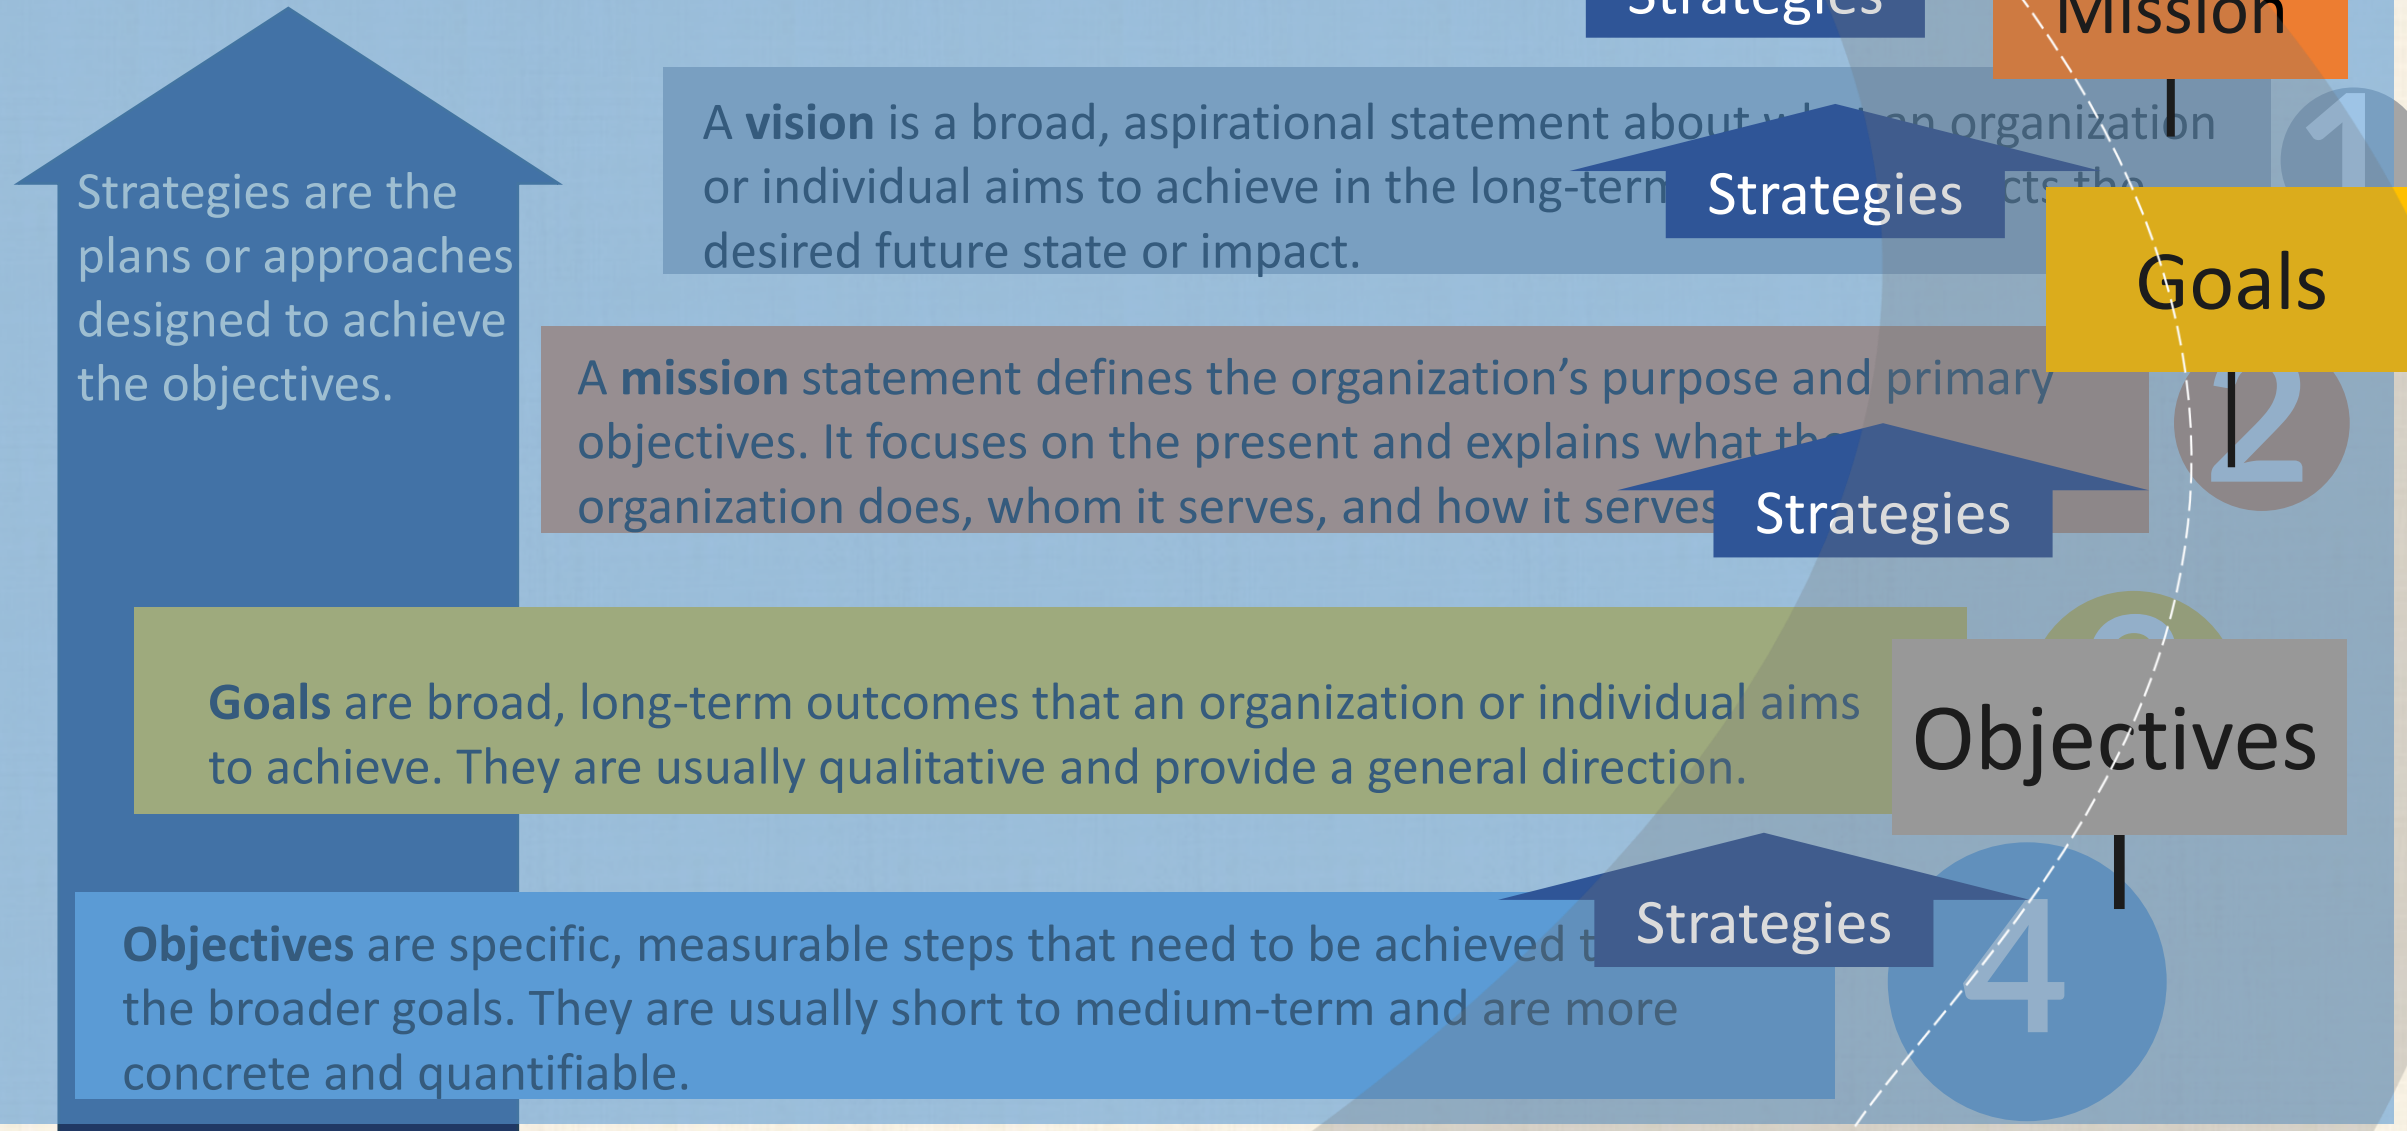 Strategies
Mission
Strategies are the
plans or approaches
designed to achieve
the objectives.
A vision is a broad, aspirational statement about an organization
or individual aims to achieve in the long-term the
desired future state or impact.
1
Strategies
Goals
A mission statement defines the organization’s purpose and primary
objectives. It focuses on the present and explains what
organization does, whom it serves, and how it serves
2
Strategies
Goals are broad, long-term outcomes that an organization or individual aims
to achieve. They are usually qualitative and provide a general direction.
Objectives
Objectives are specific, measurable steps that need to be achieved
the broader goals. They are usually short to medium-term and are more
concrete and quantifiable.
Strategies
4